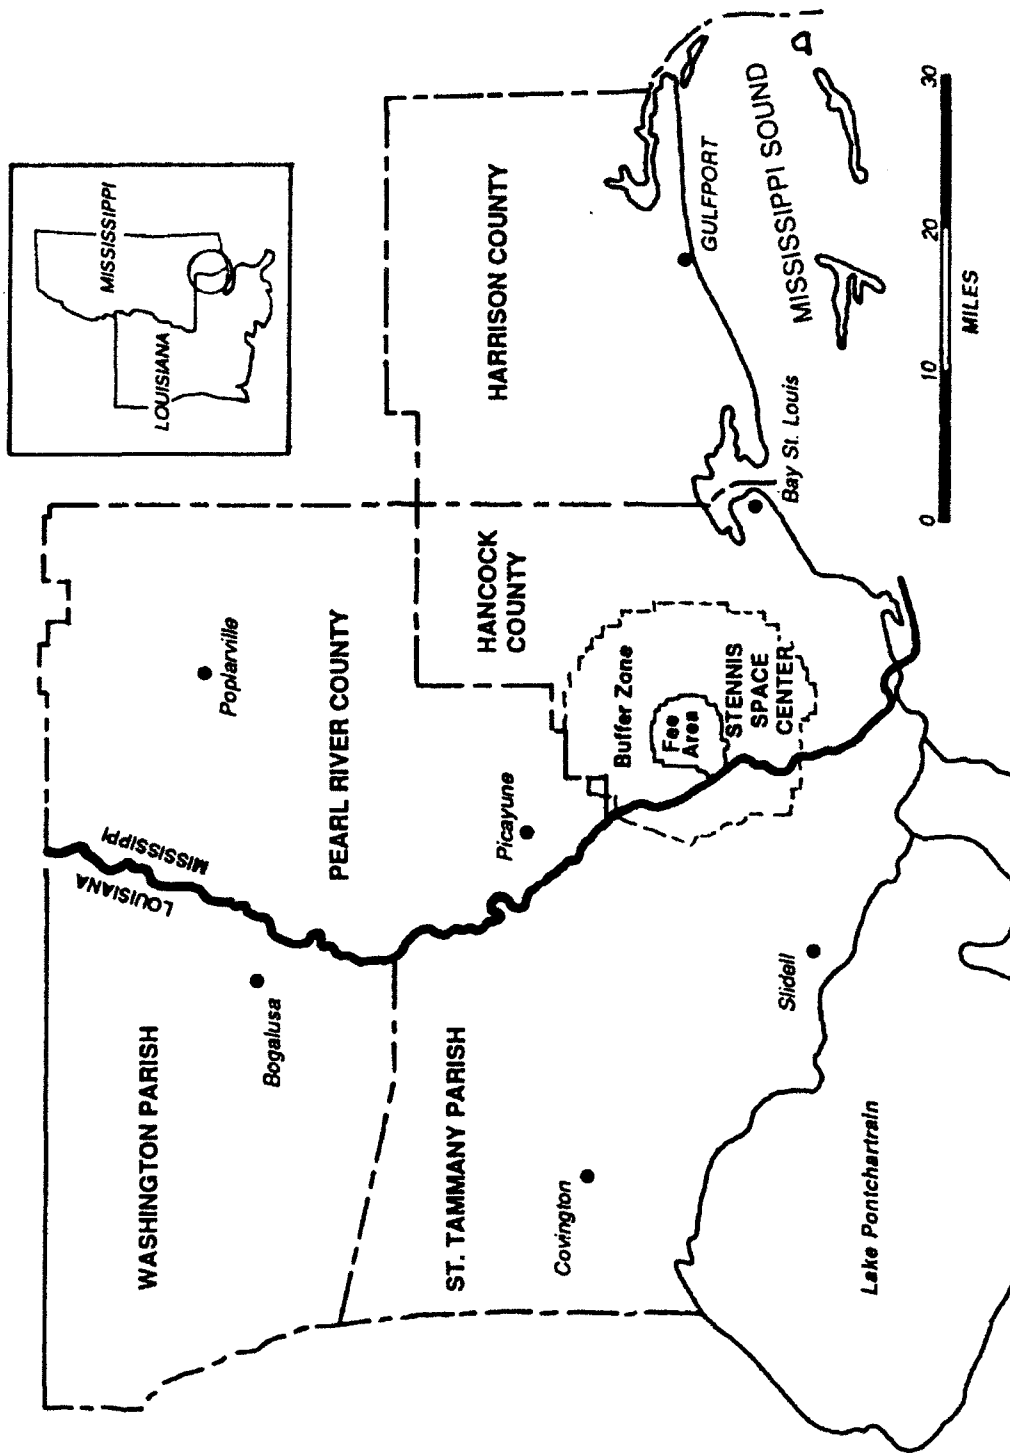 MISSISSIPPI
LOUISIANA
WASHINGTON PARISH
Bogalusa
LOUISIANA
MISSISSIPPI
Poplarville
PEARL RIVER COUNTY
Picayune
HANCOCK
COUNTY
HARRISON COUNTY
ST. TAMMANY PARISH
Covington
Slidell
Buffer Zone
Fee
Area
STENNIS
SPACE
CENTER
Bay St. Louis
GULFPORT
MISSISSIPPI SOUND
Lake Pontchartrain
0 10 20 30
MILES